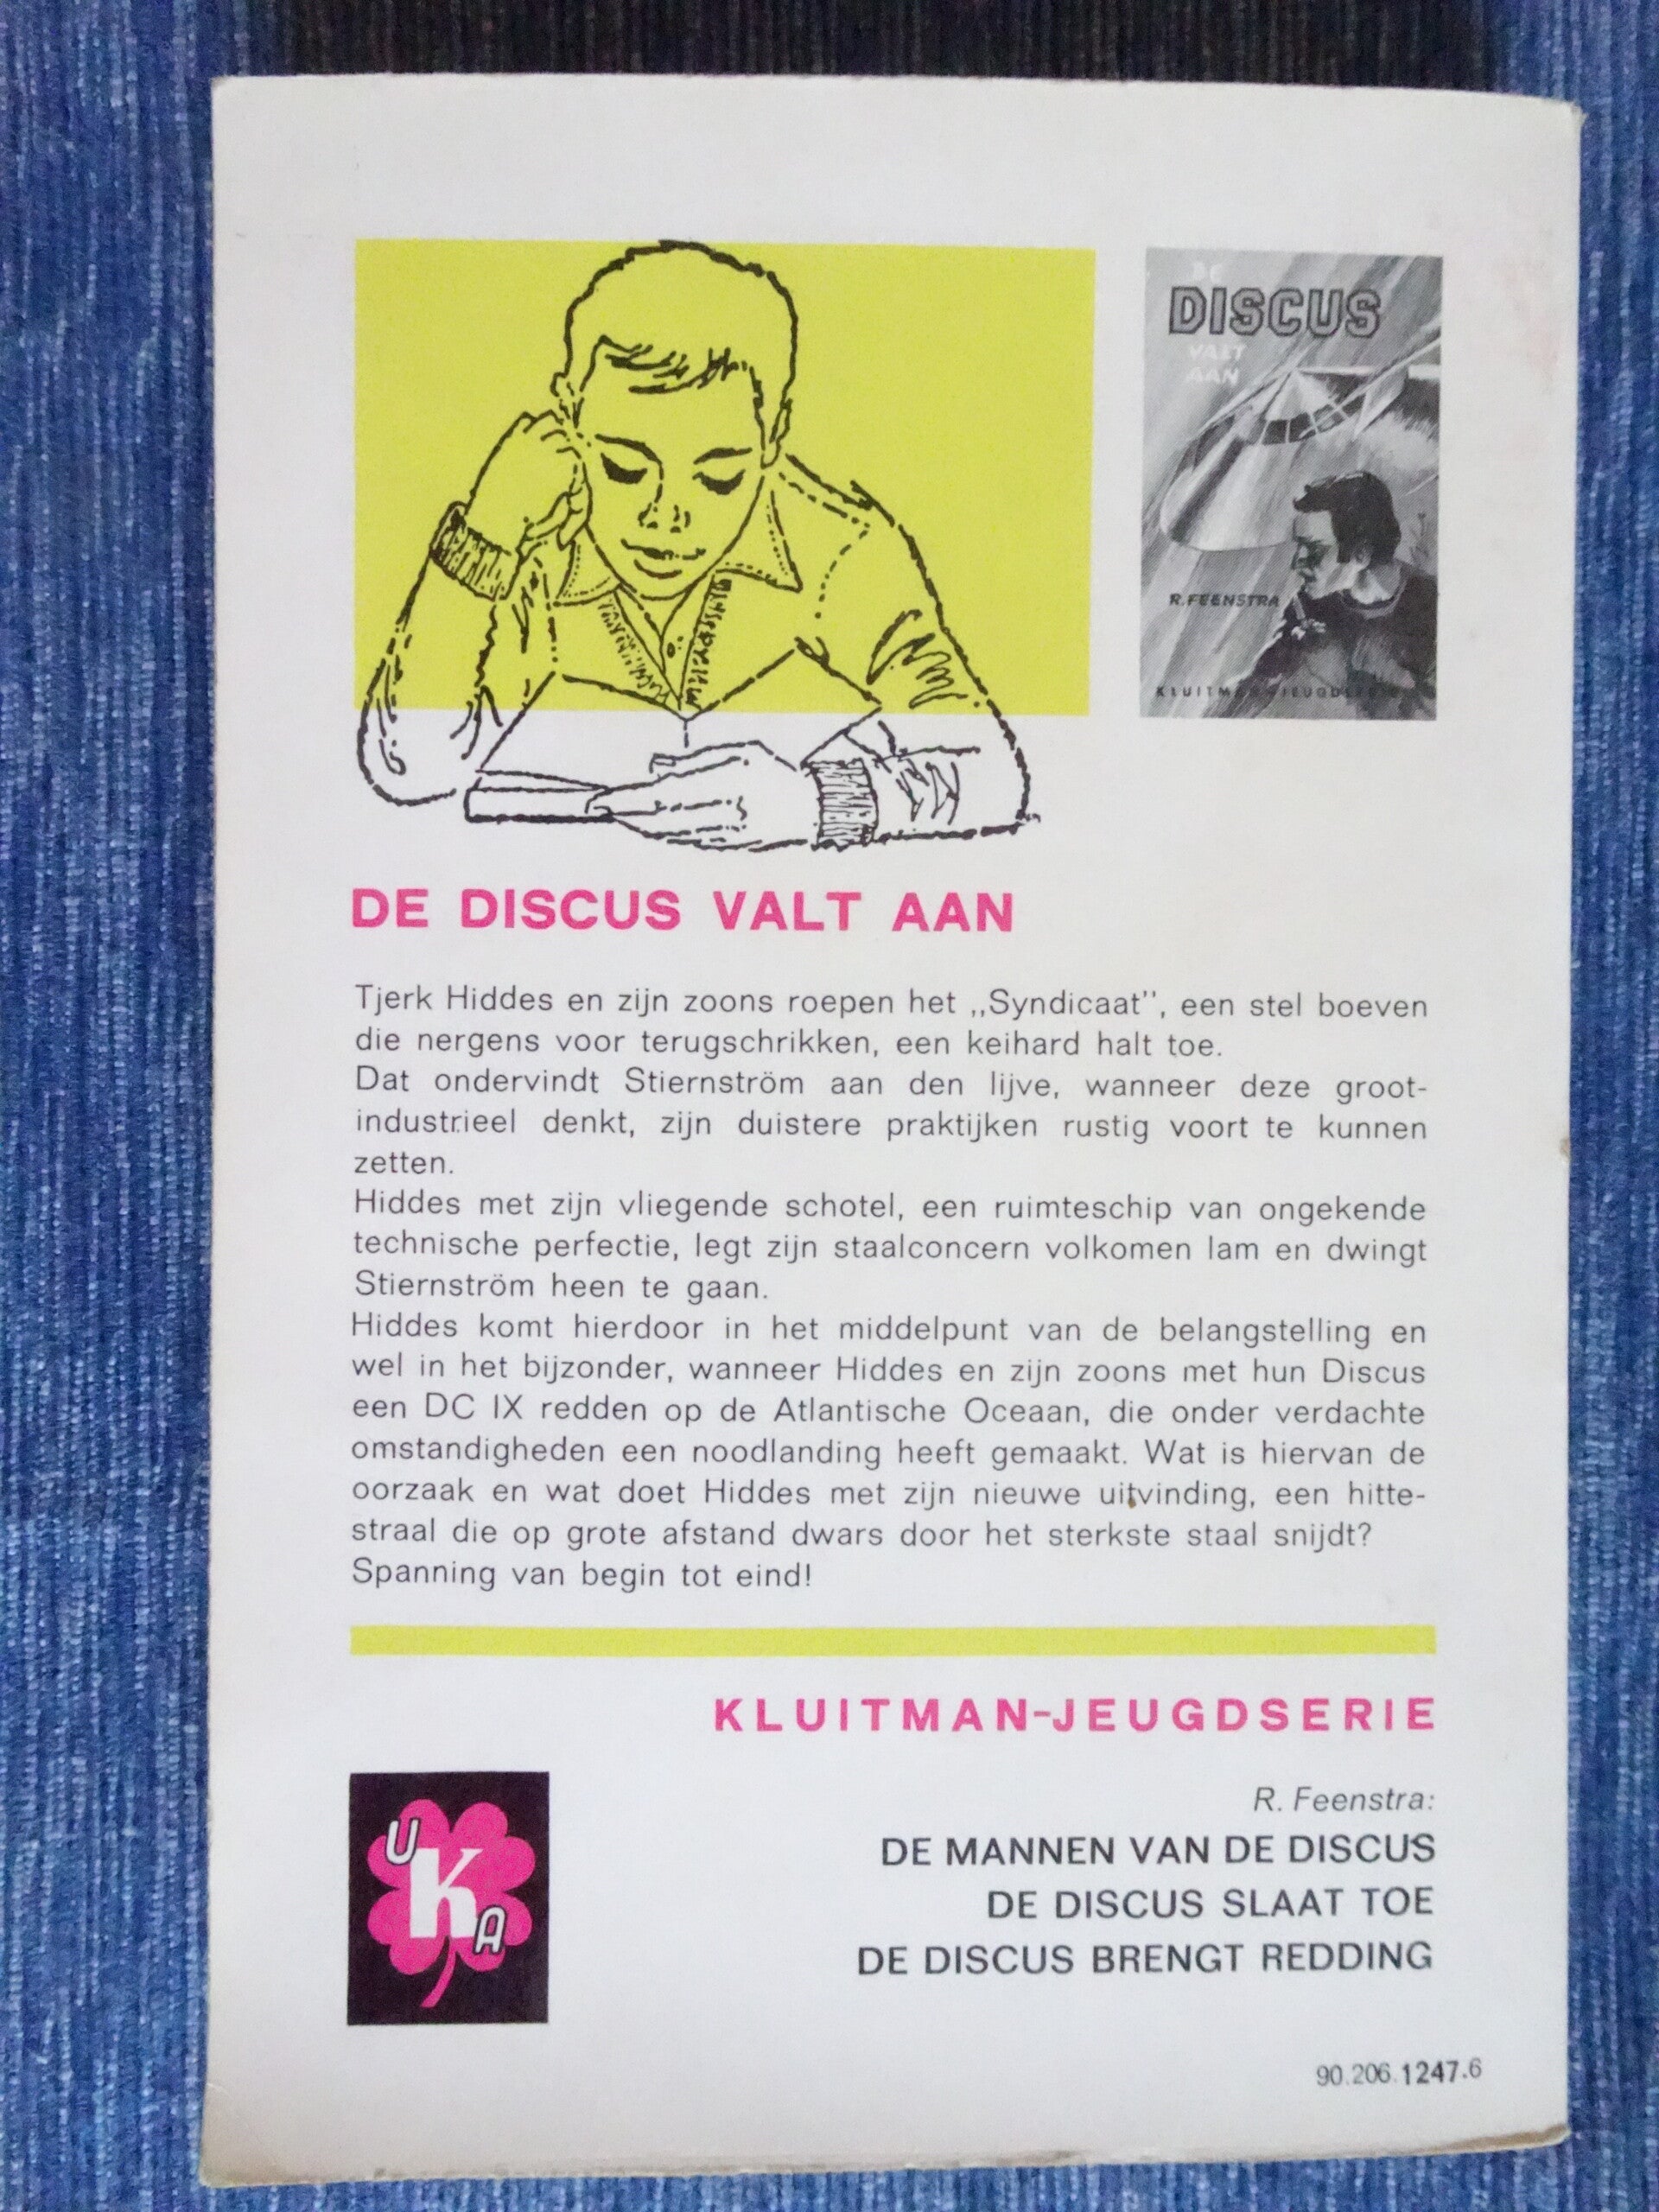 DE
DISCUS
VALT
AAN
R. FEENSTRA
KLUITMAN-JEUGDSERIE
DE DISCUS VALT AAN
Tjerk Hiddes en zijn zoons roepen het ,,Syndicaat'', een stel boeven
die nergens voor terugschrikken, een keihard halt toe.
Dat ondervindt Stiernström aan den lijve, wanneer deze groot-
industrieel denkt, zijn duistere praktijken rustig voort te kunnen
zetten.
Hiddes met zijn vliegende schotel, een ruimteschip van ongekende
technische perfectie, legt zijn staalconcern volkomen lam en dwingt
Stiernström heen te gaan.
Hiddes komt hierdoor in het middelpunt van de belangstelling en
wel in het bijzonder, wanneer Hiddes en zijn zoons met hun Discus
een DC IX redden op de Atlantische Oceaan, die onder verdachte
omstandigheden een noodlanding heeft gemaakt. Wat is hiervan de
oorzaak en wat doet Hiddes met zijn nieuwe uitvinding, een hitte-
straal die op grote afstand dwars door het sterkste staal snijdt?
Spanning van begin tot eind!
KLUITMAN-JEUGDSERIE
R. Feenstra:
DE MANNEN VAN DE DISCUS
DE DISCUS SLAAT TOE
DE DISCUS BRENGT REDDING
U
K
A
90.206.1247.6